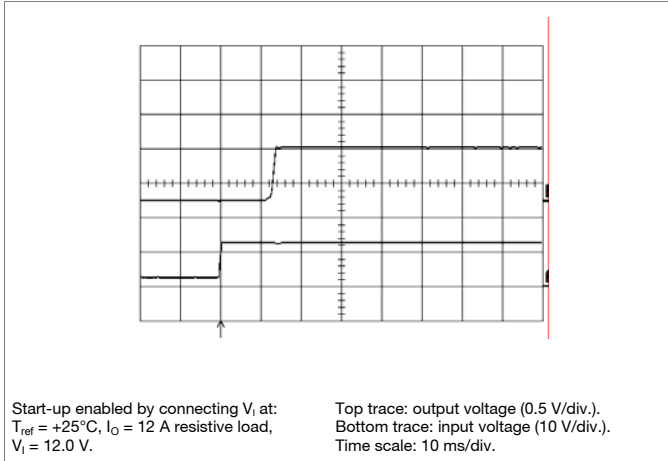 Start-up enabled by connecting VI at:
Tref = +25°C, IO = 12 A resistive load,
VI = 12.0 V.
Top trace: output voltage (0.5 V/div.).
Bottom trace: input voltage (10 V/div.).
Time scale: 10 ms/div.